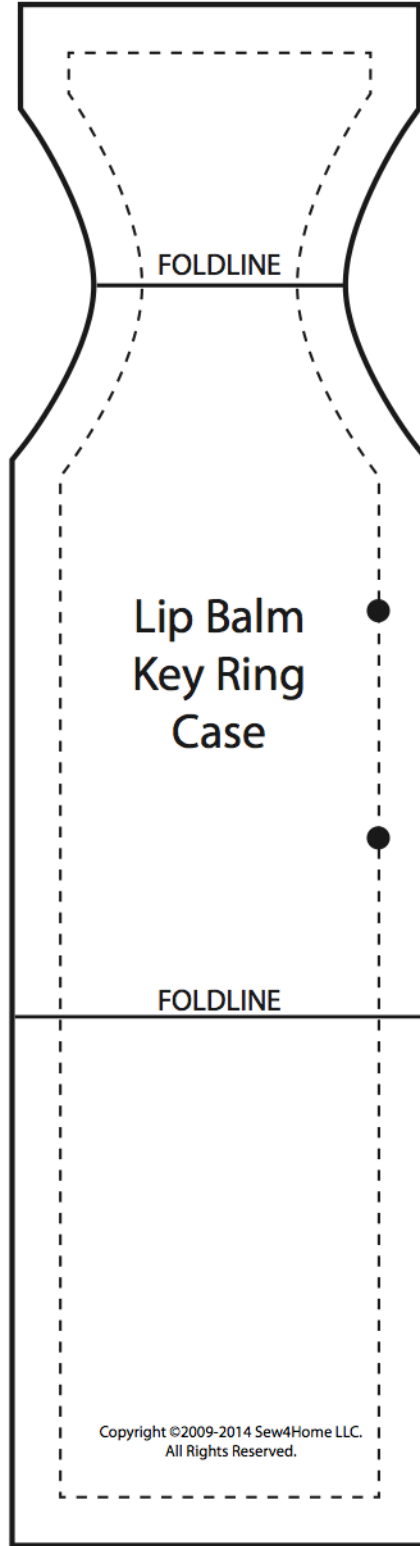 FOLDLINE
Lip Balm
Key Ring
Case
FOLDLINE
Copyright ©2009-2014 Sew4Home LLC.
All Rights Reserved.